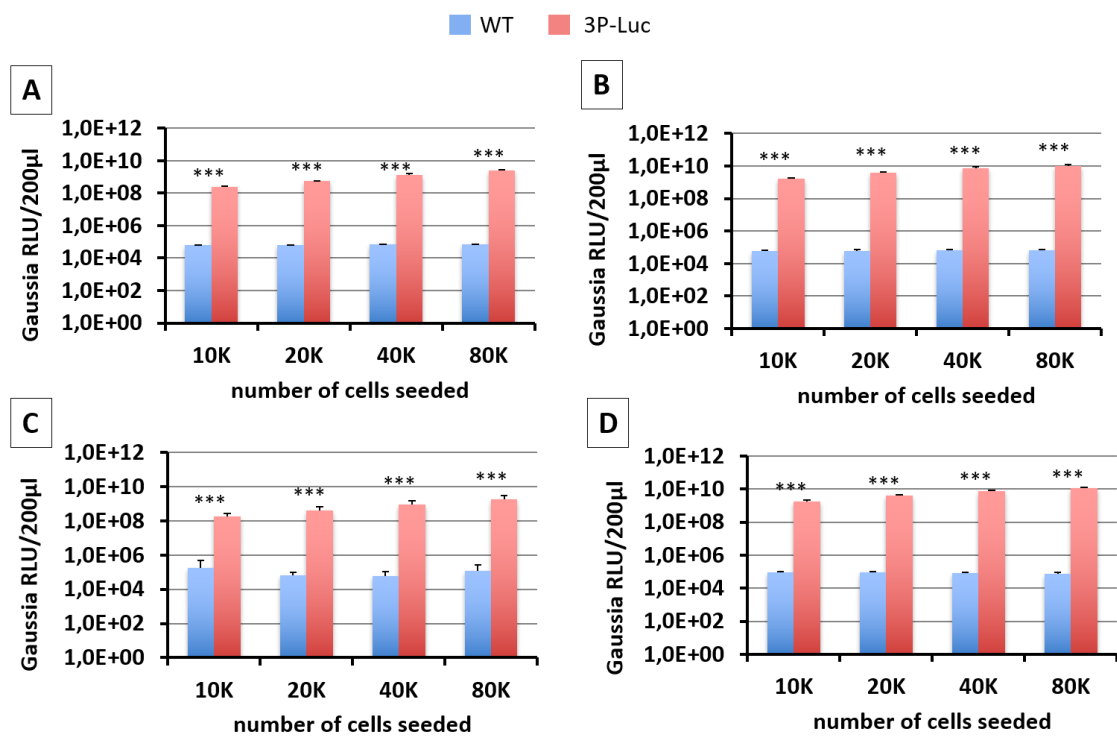 WT 3P-Luc
A
Gaussia RLU/200µl
1,0E+12
1,0E+10
1,0E+08
1,0E+06
1,0E+04
1,0E+02
1,0E+00
*** *** *** ***
10K 20K 40K 80K
number of cells seeded
B
Gaussia RLU/200µl
1,0E+12
1,0E+10
1,0E+08
1,0E+06
1,0E+04
1,0E+02
1,0E+00
*** *** *** ***
10K 20K 40K 80K
number of cells seeded
C
Gaussia RLU/200µl
1,0E+12
1,0E+10
1,0E+08
1,0E+06
1,0E+04
1,0E+02
1,0E+00
*** *** *** ***
10K 20K 40K 80K
number of cells seeded
D
Gaussia RLU/200µl
1,0E+12
1,0E+10
1,0E+08
1,0E+06
1,0E+04
1,0E+02
1,0E+00
*** *** *** ***
10K 20K 40K 80K
number of cells seeded